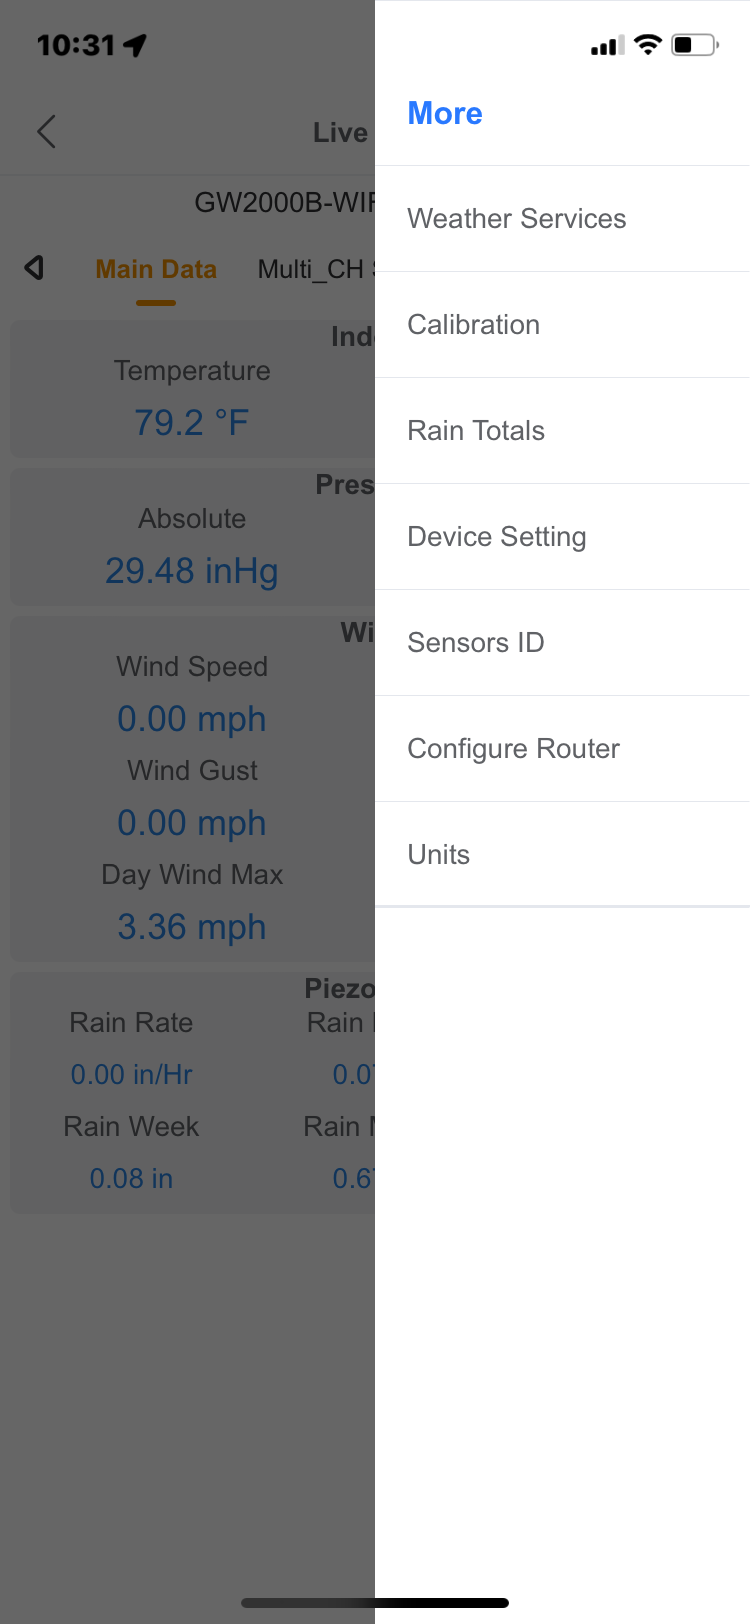 10:31
Live
More
GW2000B-WIF
Weather Services
Main Data Multi_CH
Calibration
Temperature
79.2 °F
Rain Totals
Absolute
29.48 inHg
Device Setting
Wind Speed
0.00 mph
Sensors ID
Wind Gust
0.00 mph
Configure Router
Day Wind Max
3.36 mph
Units
Piezo
Rain Rate Rain
0.00 in/Hr 0.0
Rain Week Rain
0.08 in 0.6